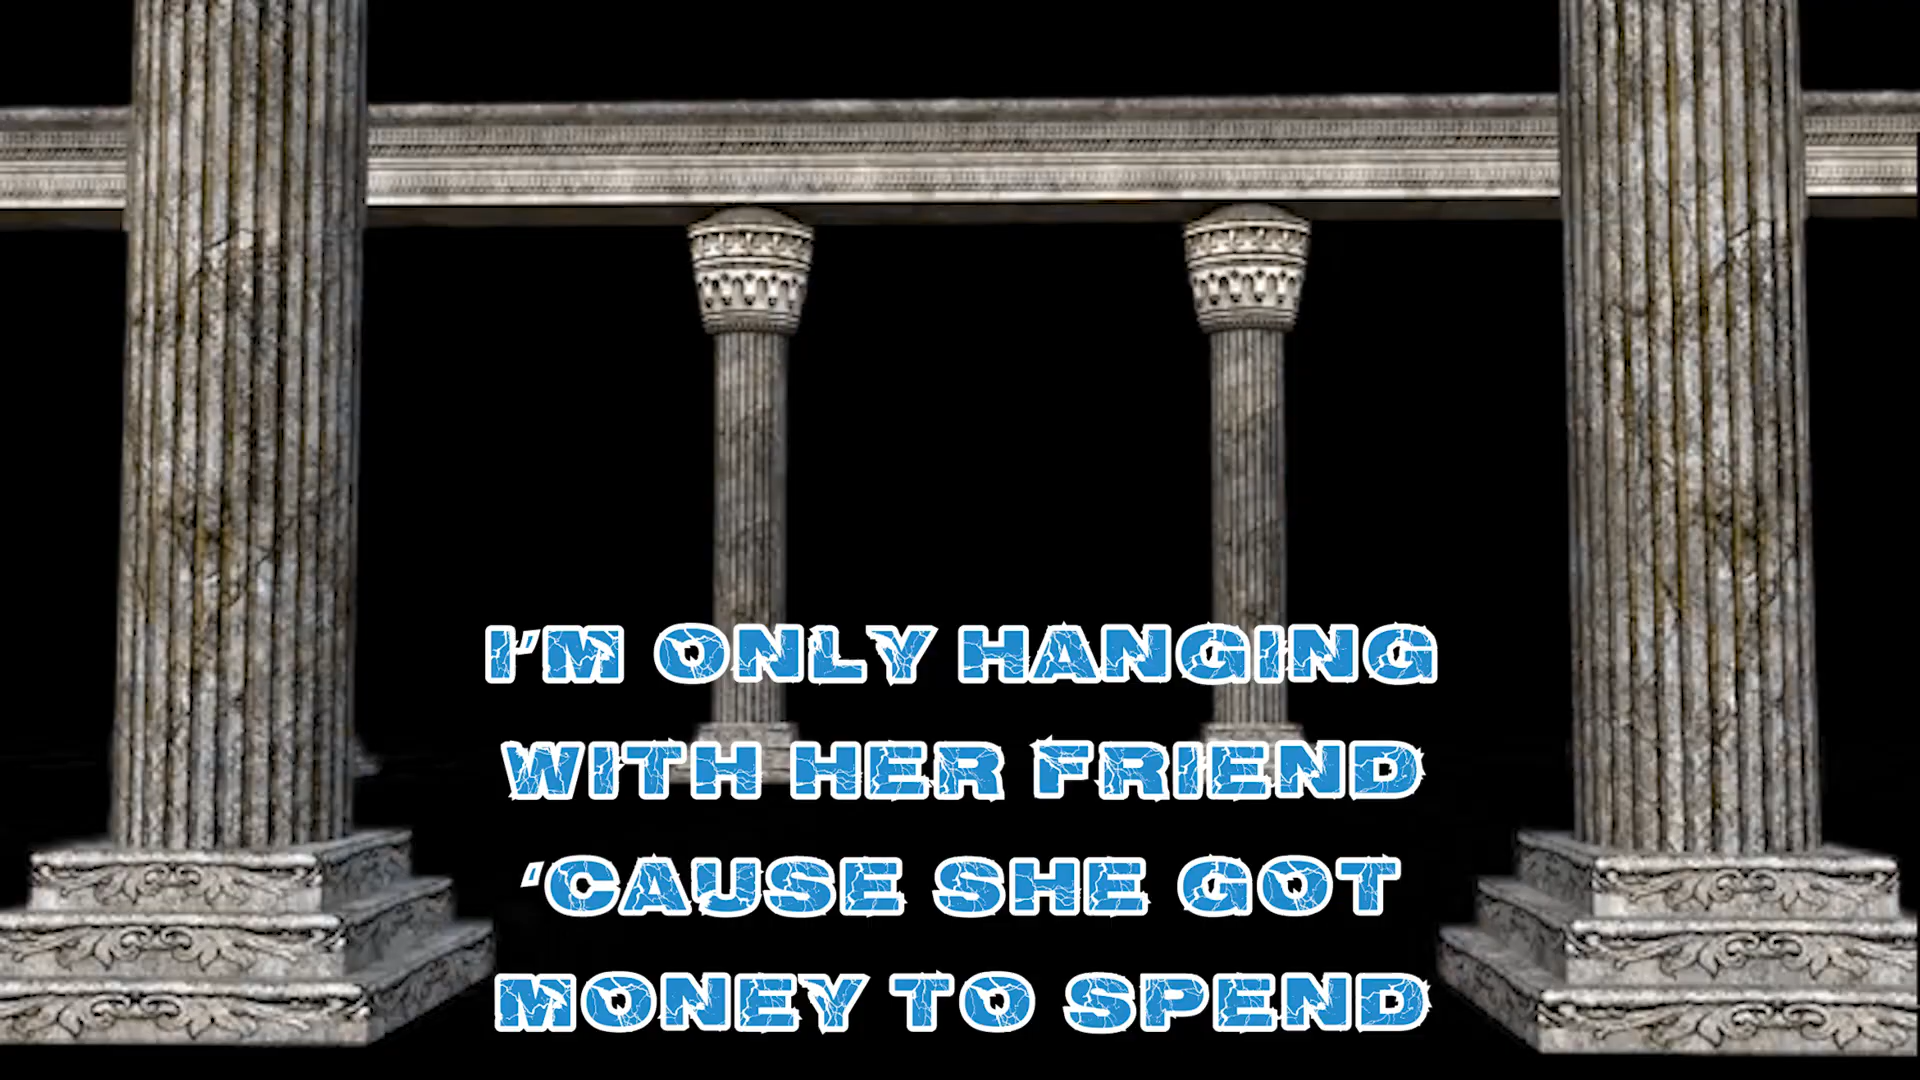 I'M ONLY HANGING
WITH HER FRIEND
‘CAUSE SHE GOT
MONEY TO SPEND